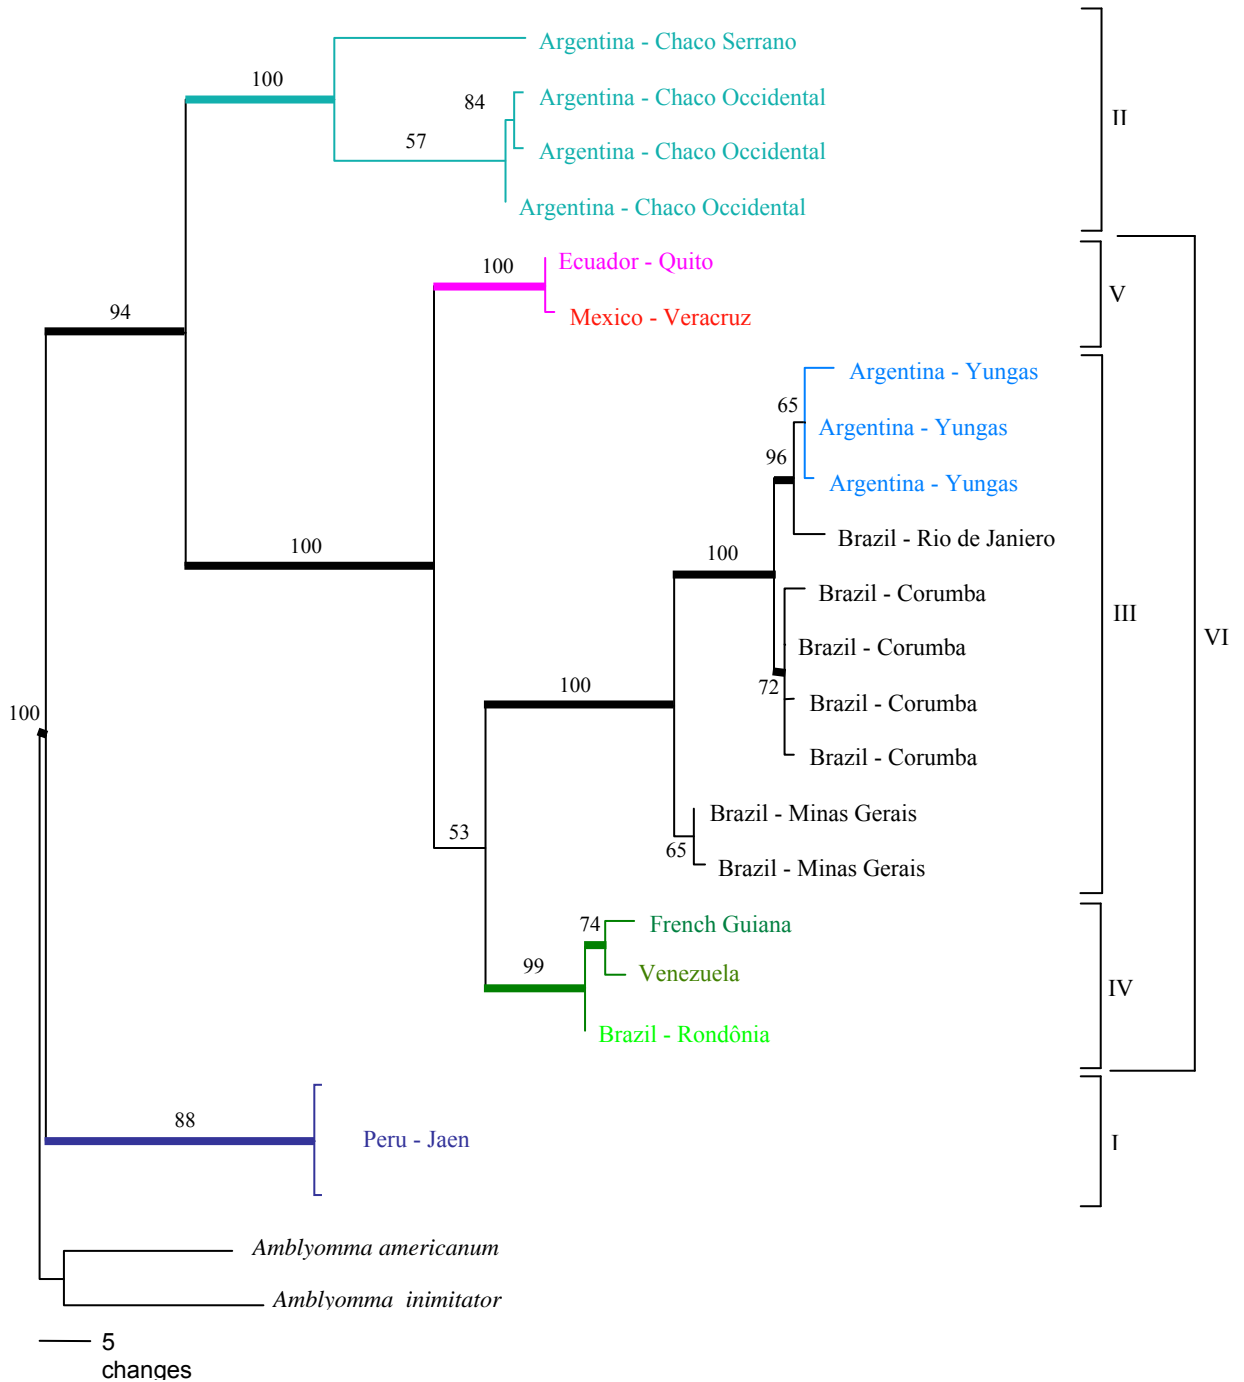 Argentina - Chaco Serrano
100
Argentina - Chaco Occidental
84
II
57
Argentina - Chaco Occidental
Argentina - Chaco Occidental
Ecuador - Quito
100
V
94
Mexico - Veracruz
Argentina - Yungas
65
Argentina - Yungas
96
Argentina - Yungas
Brazil - Rio de Janiero
100
100
Brazil - Corumba
III
VI
Brazil - Corumba
100
72
Brazil - Corumba
100
Brazil - Corumba
Brazil - Minas Gerais
53
65
Brazil - Minas Gerais
74
French Guiana
99
Venezuela
IV
Brazil - Rondônia
88
Peru - Jaen
I
Amblyomma americanum
Amblyomma inimitator
5
changes